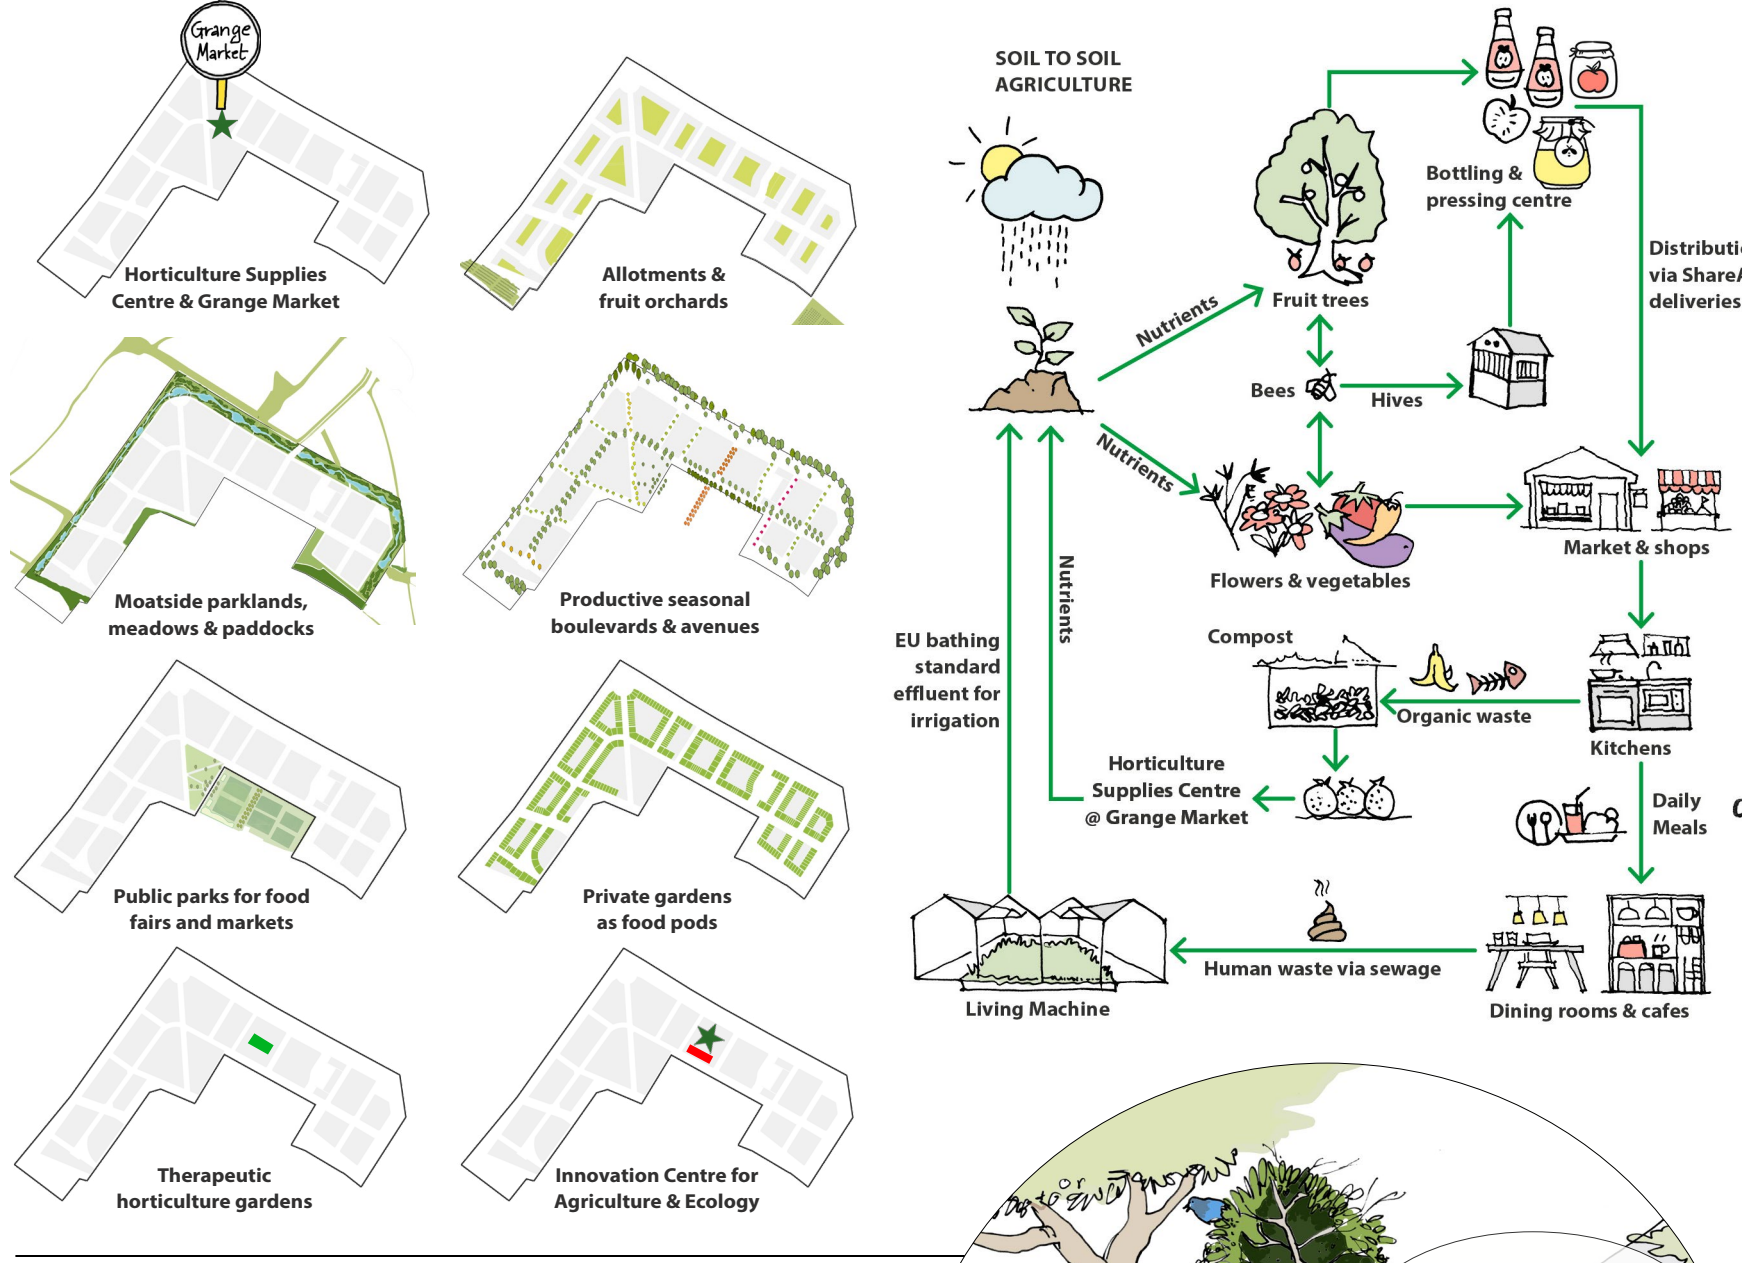 Grange
Market
Horticulture Supplies
Centre & Grange Market
Allotments &
fruit orchards
Moatside parklands,
meadows & paddocks
Productive seasonal
boulevards & avenues
Public parks for food
fairs and markets
Private gardens
as food pods
Therapeutic
horticulture gardens
Innovation Centre for
Agriculture & Ecology
SOIL TO SOIL
AGRICULTURE
Bottling &
pressing centre
Distributi
via Share
deliveries
Nutrients
Fruit trees
Bees
Hives
Nutrients
Flowers & vegetables
Market & shops
Nutrients
EU bathing
standard
effluent for
irrigation
Compost
Organic waste
Kitchens
Horticulture
Supplies Centre
@ Grange Market
Daily
Meals
Human waste via sewage
Living Machine
Dining rooms & cafes